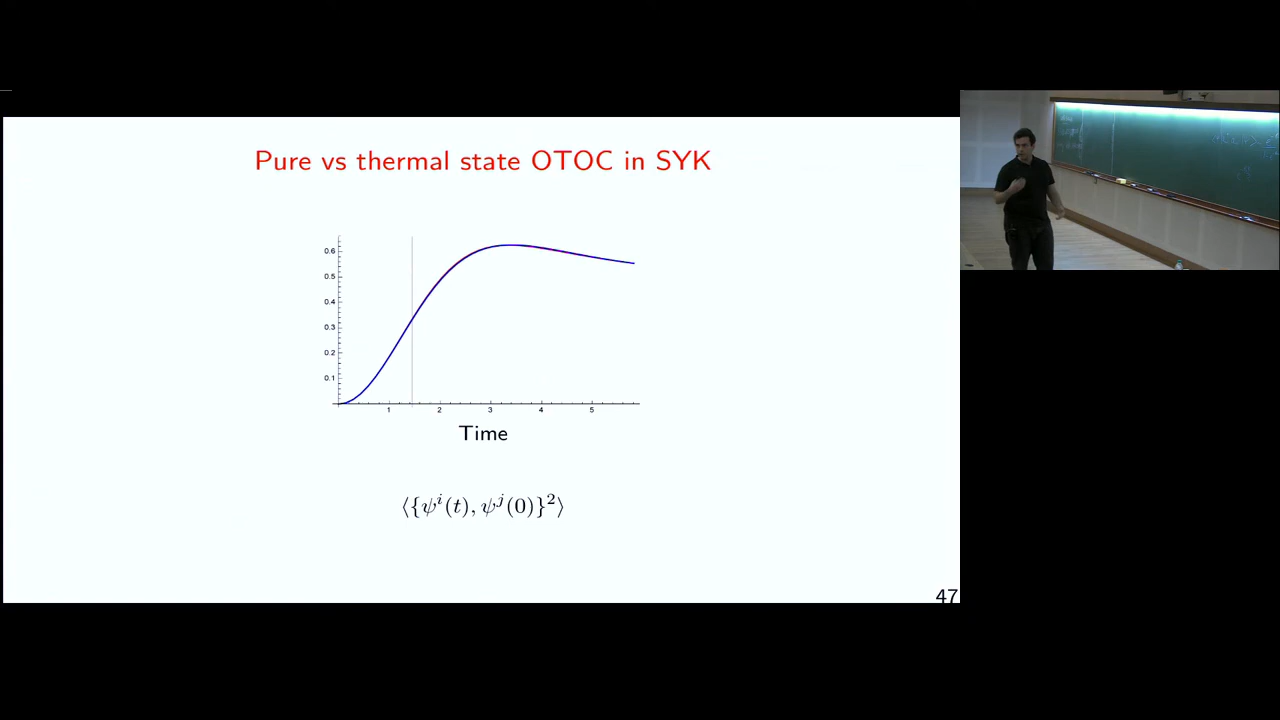 Pure vs thermal state OTOC in SYK
0.6
0.5
0.4
0.3
0.2
0.1
1 2 3 4 5
Time
⟨{ψ^i(t), ψ^j(0)}^2⟩
47